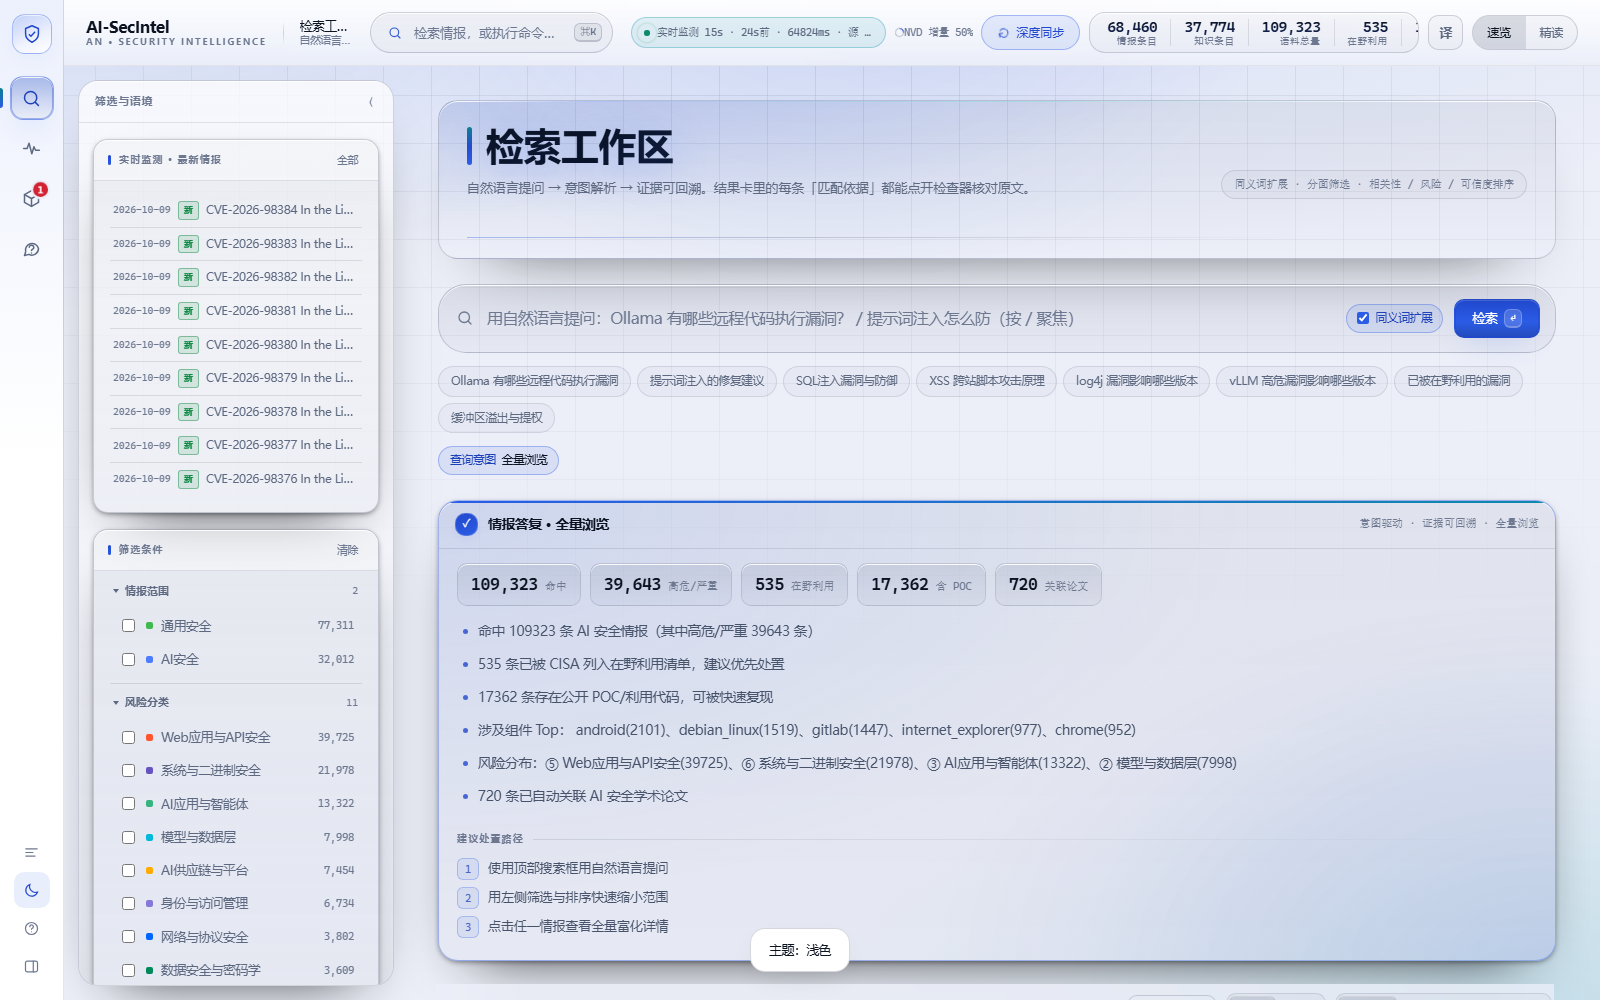 AI-SecIntel
AN • SECURITY INTELLIGENCE
检索工...
自然语言...
检索情报，或执行命令... ⌘K
实时监测 15s · 24s前 · 64824ms · 源 …
NVD 增量 50%
深度同步
68,460 情报条目
37,774 知识条目
109,323 语料总量
535 在野利用
译
速览 精读
1
筛选与语境
实时监测 • 最新情报 全部
2026-10-09 新 CVE-2026-98384 In the Li...
2026-10-09 新 CVE-2026-98383 In the Li...
2026-10-09 新 CVE-2026-98382 In the Li...
2026-10-09 新 CVE-2026-98381 In the Li...
2026-10-09 新 CVE-2026-98380 In the Li...
2026-10-09 新 CVE-2026-98379 In the Li...
2026-10-09 新 CVE-2026-98378 In the Li...
2026-10-09 新 CVE-2026-98377 In the Li...
2026-10-09 新 CVE-2026-98376 In the Li...
筛选条件 清除
情报范围 2
通用安全 77,311
AI安全 32,012
风险分类 11
Web应用与API安全 39,725
系统与二进制安全 21,978
AI应用与智能体 13,322
模型与数据层 7,998
AI供应链与平台 7,454
身份与访问管理 6,734
网络与协议安全 3,802
数据安全与密码学 3,609
检索工作区
自然语言提问 → 意图解析 → 证据可回溯。结果卡里的每条「匹配依据」都能点开检查器核对原文。
同义词扩展 · 分面筛选 · 相关性 / 风险 / 可信度排序
用自然语言提问：Ollama 有哪些远程代码执行漏洞？ / 提示词注入怎么防（按 / 聚焦）
同义词扩展
检索 ↵
Ollama 有哪些远程代码执行漏洞
提示词注入的修复建议
SQL注入漏洞与防御
XSS 跨站脚本攻击原理
log4j 漏洞影响哪些版本
vLLM 高危漏洞影响哪些版本
已被在野利用的漏洞
缓冲区溢出与提权
查询意图 全量浏览
情报答复 • 全量浏览
意图驱动 · 证据可回溯 · 全量浏览
109,323 命中
39,643 高危/严重
535 在野利用
17,362 含 POC
720 关联论文
命中 109323 条 AI 安全情报（其中高危/严重 39643 条）
535 条已被 CISA 列入在野利用清单，建议优先处置
17362 条存在公开 POC/利用代码，可被快速复现
涉及组件 Top： android(2101)、debian_linux(1519)、gitlab(1447)、internet_explorer(977)、chrome(952)
风险分布：⑤ Web应用与API安全(39725)、⑥ 系统与二进制安全(21978)、③ AI应用与智能体(13322)、② 模型与数据层(7998)
720 条已自动关联 AI 安全学术论文
建议处置路径
1 使用顶部搜索框用自然语言提问
2 用左侧筛选与排序快速缩小范围
3 点击任一情报查看全量富化详情
主题：浅色